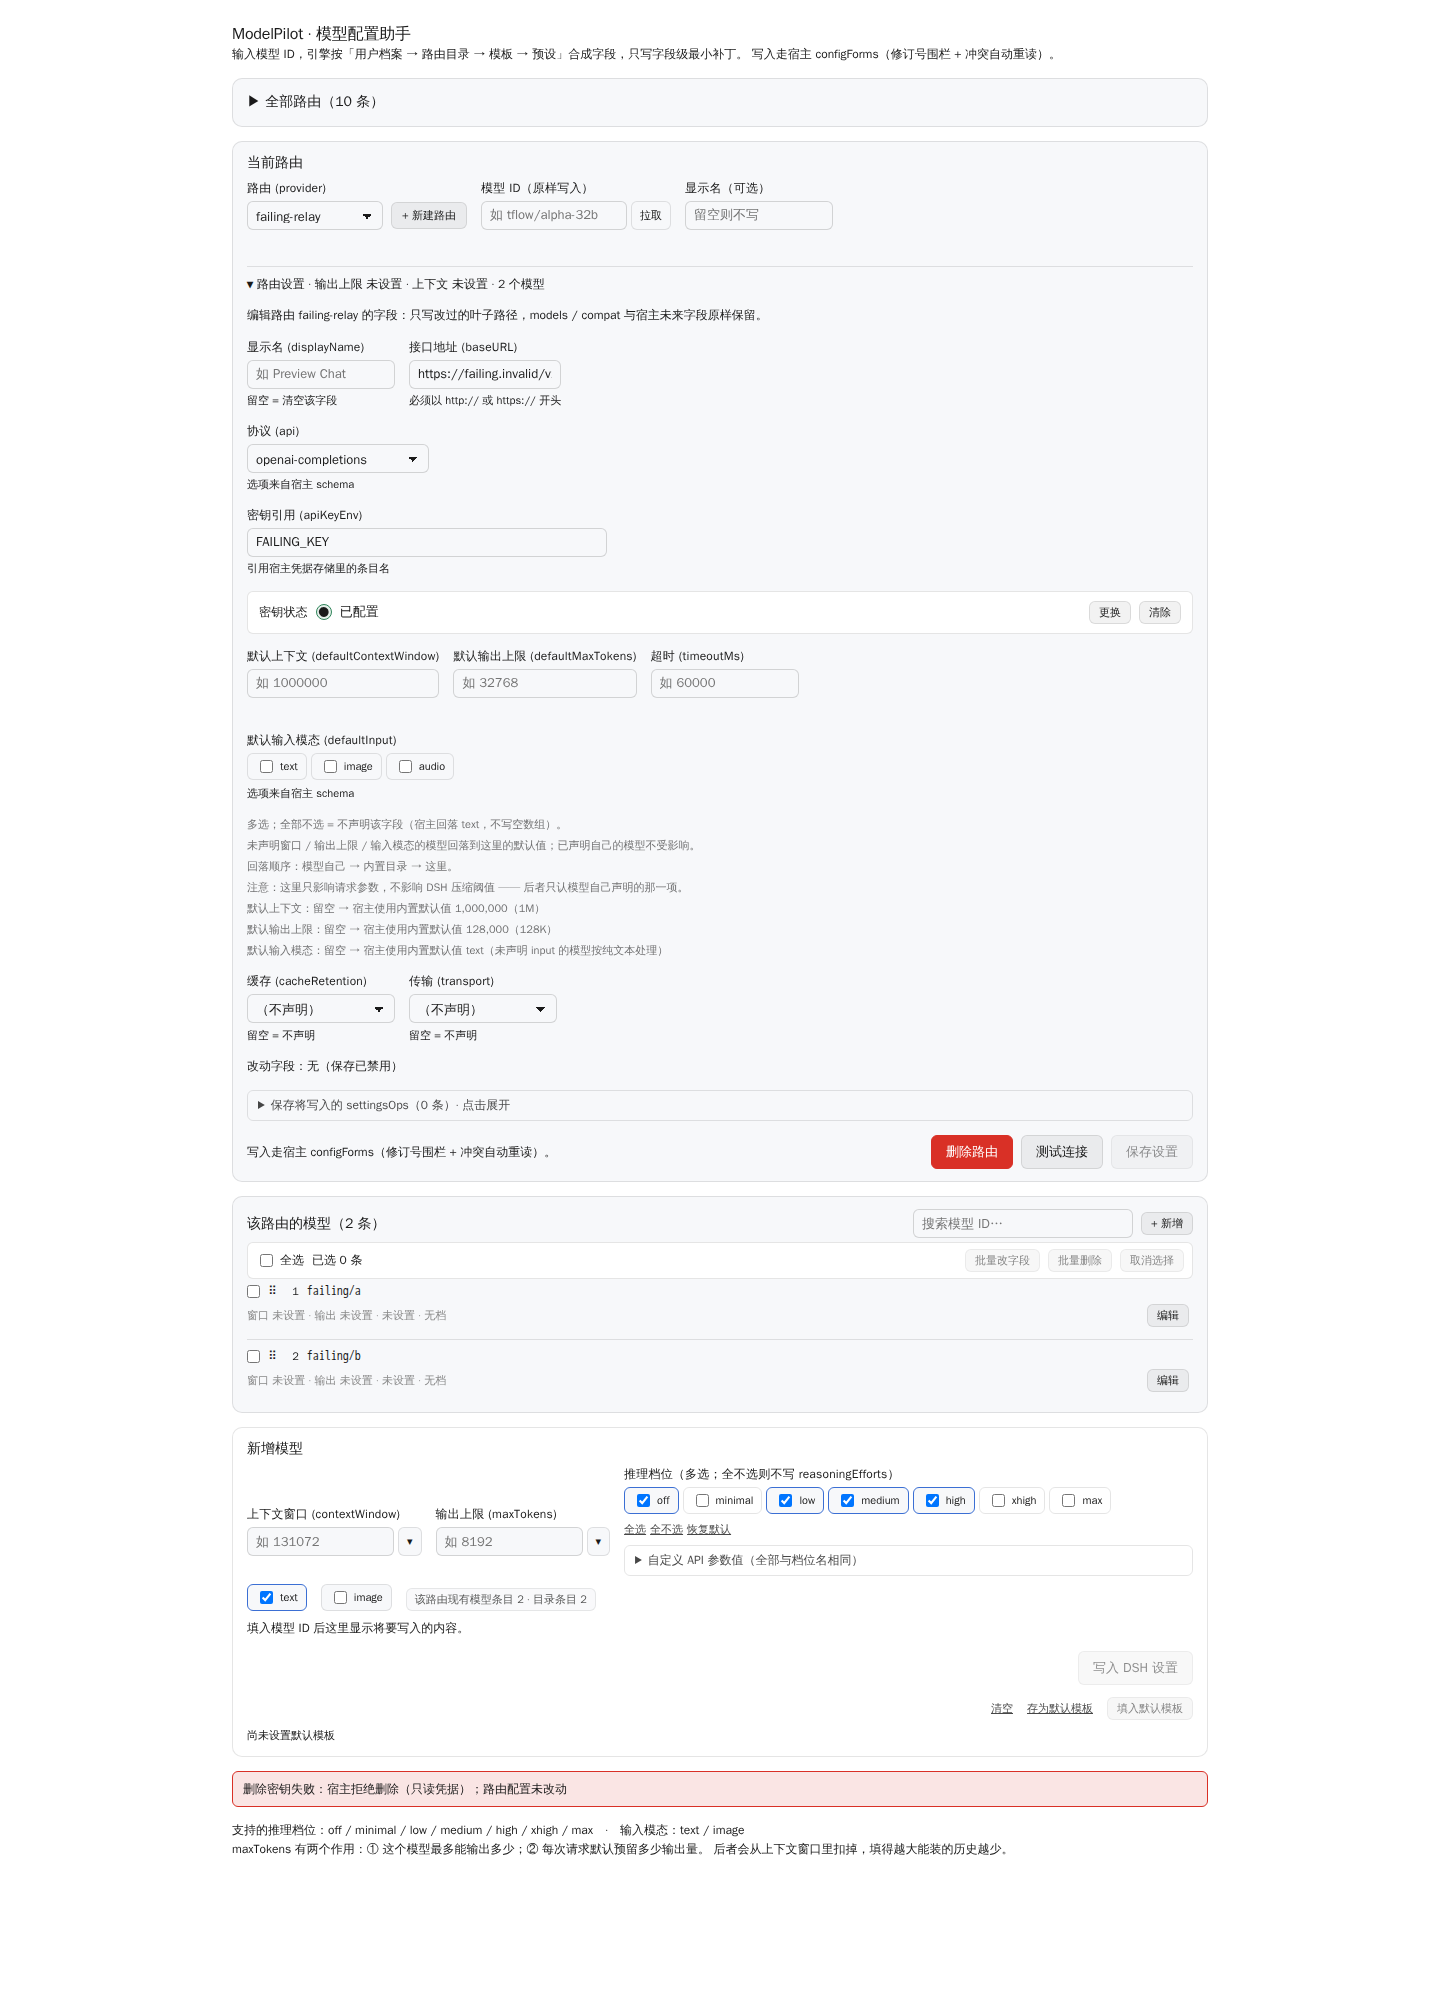 ModelPilot · 模型配置助手
输入模型 ID，引擎按「用户档案 → 路由目录 → 模板 → 预设」合成字段，只写字段级最小补丁。 写入走宿主 configForms（修订号围栏 + 冲突自动重读）。
▶ 全部路由（10 条）
当前路由
路由 (provider)
模型 ID（原样写入）
显示名（可选）
failing-relay
+ 新建路由
如 tflow/alpha-32b
拉取
留空则不写
▾ 路由设置 · 输出上限 未设置 · 上下文 未设置 · 2 个模型
编辑路由 failing-relay 的字段：只写改过的叶子路径，models / compat 与宿主未来字段原样保留。
显示名 (displayName)
接口地址 (baseURL)
如 Preview Chat
https://failing.invalid/v
留空 = 清空该字段
必须以 http:// 或 https:// 开头
协议 (api)
openai-completions
选项来自宿主 schema
密钥引用 (apiKeyEnv)
FAILING_KEY
引用宿主凭据存储里的条目名
密钥状态
已配置
更换
清除
默认上下文 (defaultContextWindow)
默认输出上限 (defaultMaxTokens)
超时 (timeoutMs)
如 1000000
如 32768
如 60000
默认输入模态 (defaultInput)
text
image
audio
选项来自宿主 schema
多选；全部不选 = 不声明该字段（宿主回落 text，不写空数组）。
未声明窗口 / 输出上限 / 输入模态的模型回落到这里的默认值；已声明自己的模型不受影响。
回落顺序：模型自己 → 内置目录 → 这里。
注意：这里只影响请求参数，不影响 DSH 压缩阈值 —— 后者只认模型自己声明的那一项。
默认上下文：留空 → 宿主使用内置默认值 1,000,000（1M）
默认输出上限：留空 → 宿主使用内置默认值 128,000（128K）
默认输入模态：留空 → 宿主使用内置默认值 text（未声明 input 的模型按纯文本处理）
缓存 (cacheRetention)
传输 (transport)
（不声明）
（不声明）
留空 = 不声明
留空 = 不声明
改动字段：无（保存已禁用）
▶ 保存将写入的 settingsOps（0 条）· 点击展开
写入走宿主 configForms（修订号围栏 + 冲突自动重读）。
删除路由
测试连接
保存设置
该路由的模型（2 条）
搜索模型 ID…
+ 新增
全选 已选 0 条
批量改字段
批量删除
取消选择
⠿ 1 failing/a
窗口 未设置 · 输出 未设置 · 未设置 · 无档
编辑
⠿ 2 failing/b
窗口 未设置 · 输出 未设置 · 未设置 · 无档
编辑
新增模型
推理档位（多选；全不选则不写 reasoningEfforts）
off
minimal
low
medium
high
xhigh
max
上下文窗口 (contextWindow)
输出上限 (maxTokens)
如 131072
▾
如 8192
▾
全选 全不选 恢复默认
▶ 自定义 API 参数值（全部与档位名相同）
text
image
该路由现有模型条目 2 · 目录条目 2
填入模型 ID 后这里显示将要写入的内容。
写入 DSH 设置
清空
存为默认模板
填入默认模板
尚未设置默认模板
删除密钥失败：宿主拒绝删除（只读凭据）；路由配置未改动
支持的推理档位：off / minimal / low / medium / high / xhigh / max · 输入模态：text / image
maxTokens 有两个作用：① 这个模型最多能输出多少；② 每次请求默认预留多少输出量。 后者会从上下文窗口里扣掉，填得越大能装的历史越少。